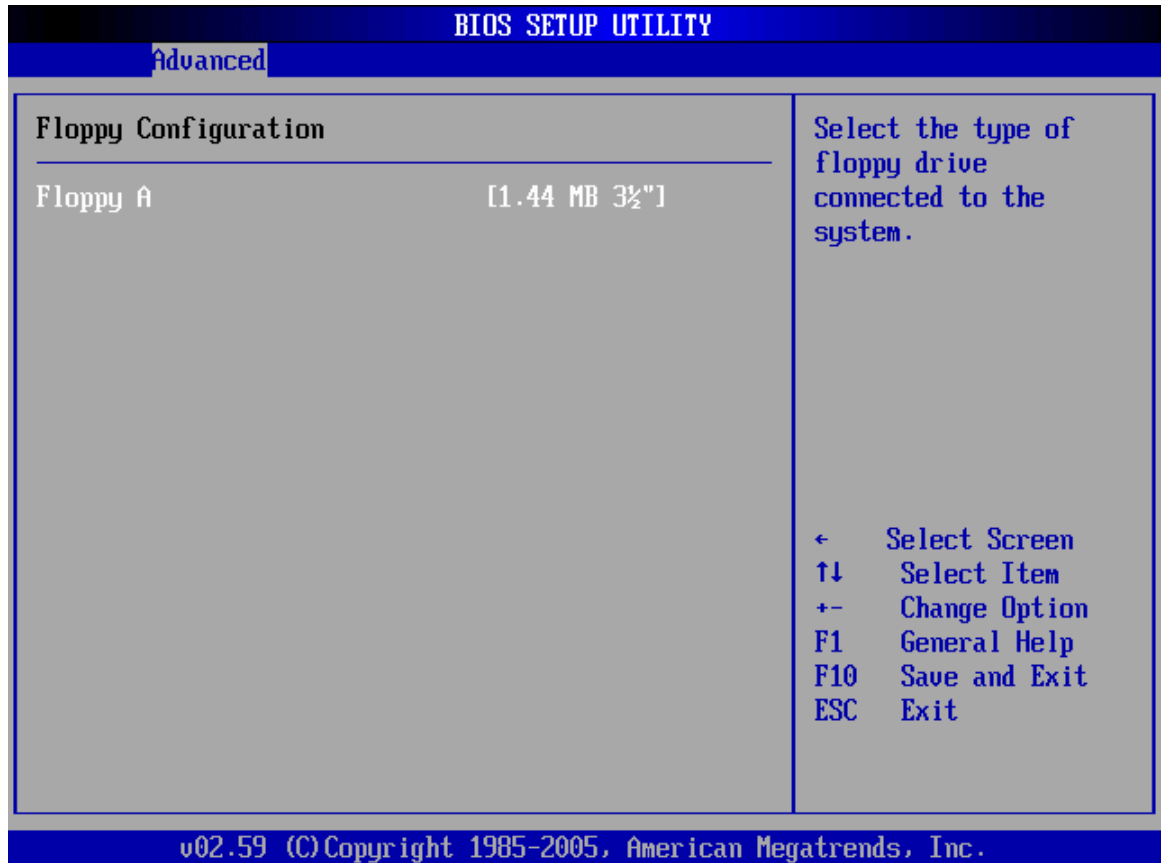 BIOS SETUP UTILITY
Advanced
Floppy Configuration
Floppy A [1.44 MB 3½"]
Select the type of
floppy drive
connected to the
system.
← Select Screen
↑↓ Select Item
+- Change Option
F1 General Help
F10 Save and Exit
ESC Exit
v02.59 (C)Copyright 1985-2005, American Megatrends, Inc.